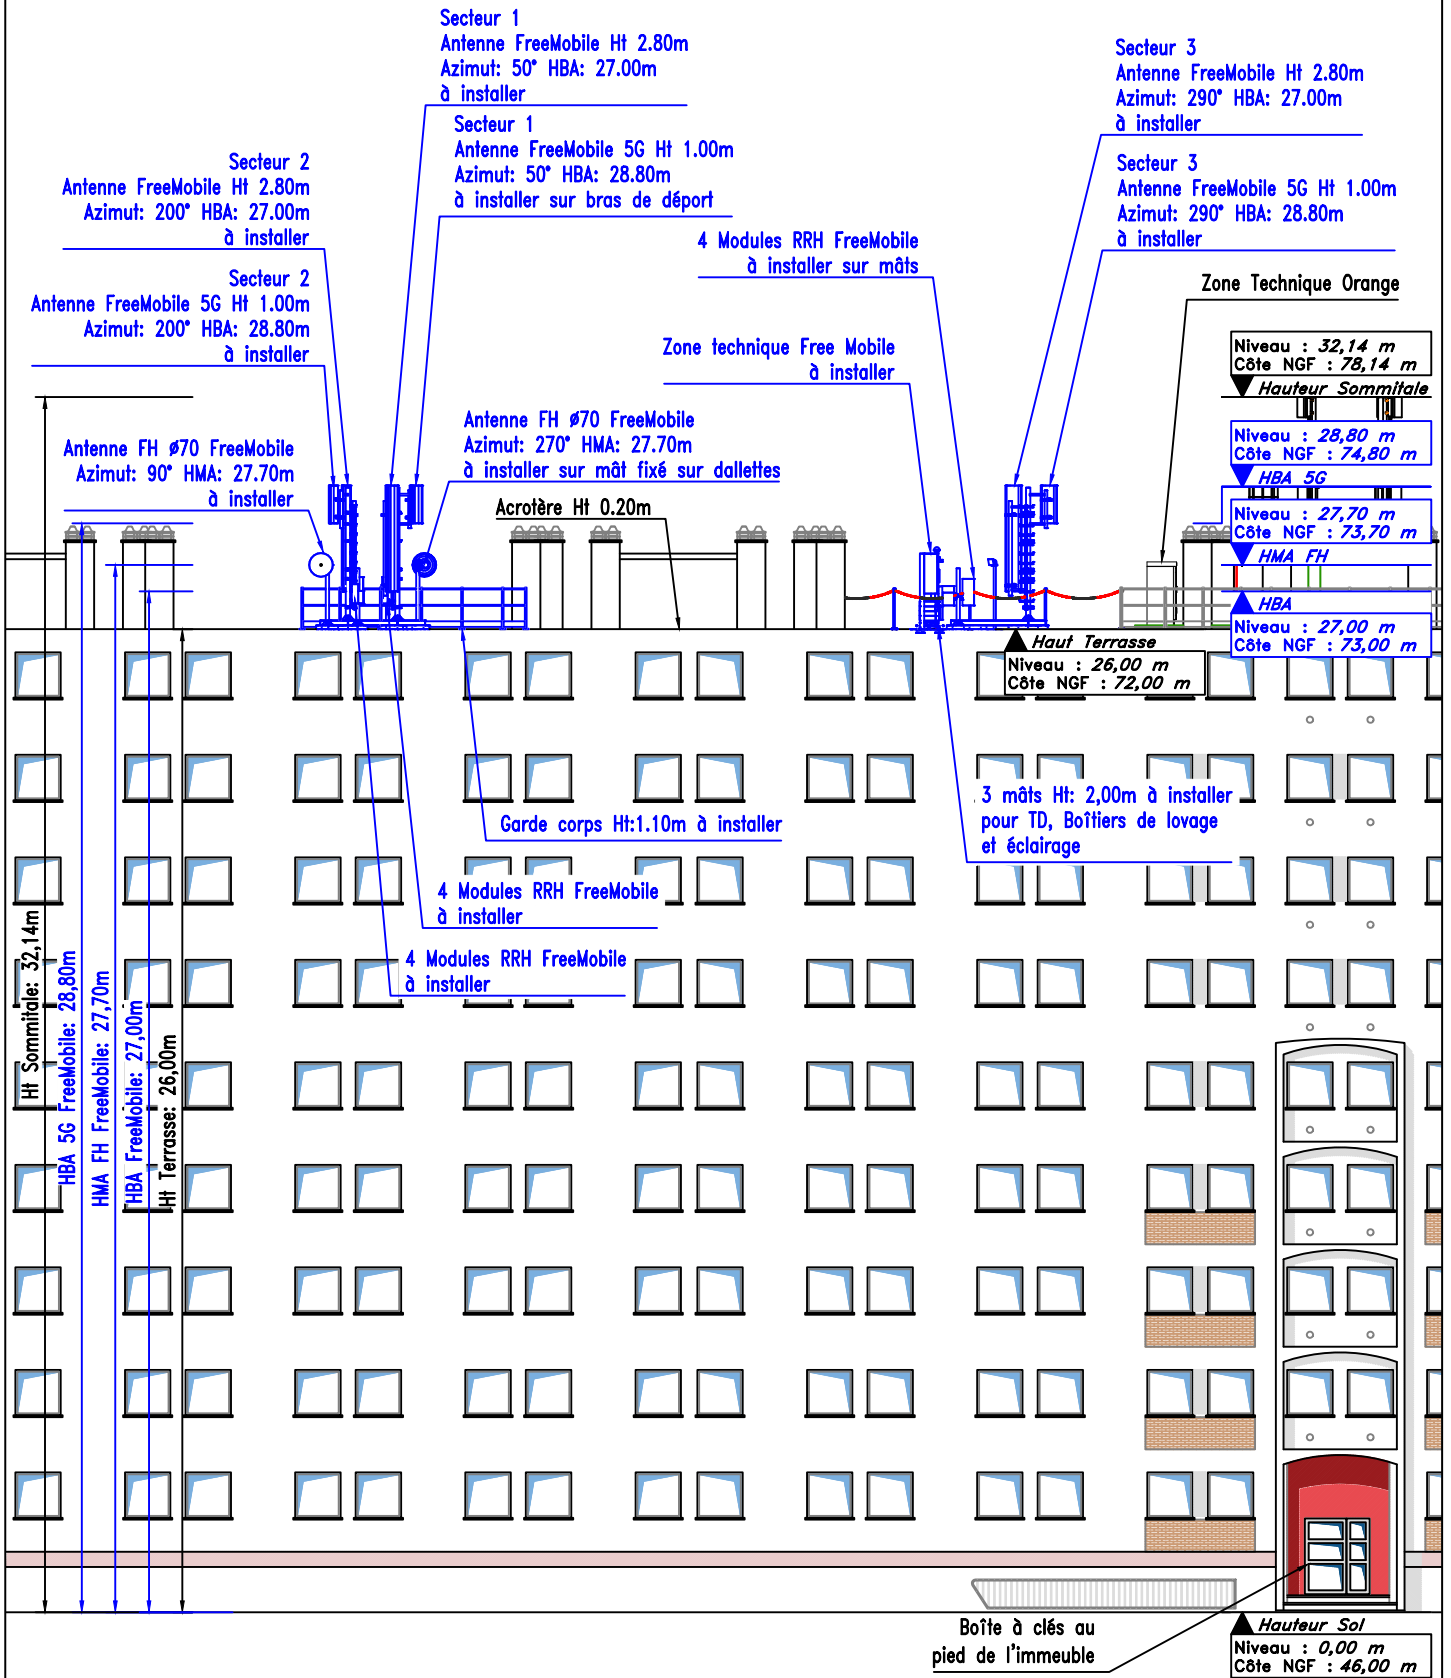 Secteur 1
Antenne FreeMobile Ht 2.80m
Azimut: 50° HBA: 27.00m
à installer
Secteur 1
Antenne FreeMobile 5G Ht 1.00m
Azimut: 50° HBA: 28.80m
à installer sur bras de déport
Secteur 3
Antenne FreeMobile Ht 2.80m
Azimut: 290° HBA: 27.00m
à installer
Secteur 3
Antenne FreeMobile 5G Ht 1.00m
Azimut: 290° HBA: 28.80m
à installer
Secteur 2
Antenne FreeMobile Ht 2.80m
Azimut: 200° HBA: 27.00m
à installer
Secteur 2
Antenne FreeMobile 5G Ht 1.00m
Azimut: 200° HBA: 28.80m
à installer
4 Modules RRH FreeMobile
à installer sur mâts
Zone Technique Orange
Zone technique Free Mobile
à installer
Niveau : 32,14 m
Côte NGF : 78,14 m
Hauteur Sommitale
Antenne FH ø70 FreeMobile
Azimut: 90° HMA: 27.70m
à installer
Antenne FH ø70 FreeMobile
Azimut: 270° HMA: 27.70m
à installer sur mât fixé sur dallettes
Niveau : 28,80 m
Côte NGF : 74,80 m
HBA 5G
Acrotère Ht 0.20m
Niveau : 27,70 m
Côte NGF : 73,70 m
HMA FH
HBA
Niveau : 27,00 m
Côte NGF : 73,00 m
Haut Terrasse
Niveau : 26,00 m
Côte NGF : 72,00 m
3 mâts Ht: 2,00m à installer
pour TD, Boîtiers de lovage
et éclairage
Garde corps Ht:1.10m à installer
4 Modules RRH FreeMobile
à installer
4 Modules RRH FreeMobile
à installer
Ht Sommitale: 32,14m
HBA 5G FreeMobile: 28,80m
HMA FH FreeMobile: 27,70m
HBA FreeMobile: 27,00m
Ht Terrasse: 26,00m
Boîte à clés au
pied de l'immeuble
Hauteur Sol
Niveau : 0,00 m
Côte NGF : 46,00 m